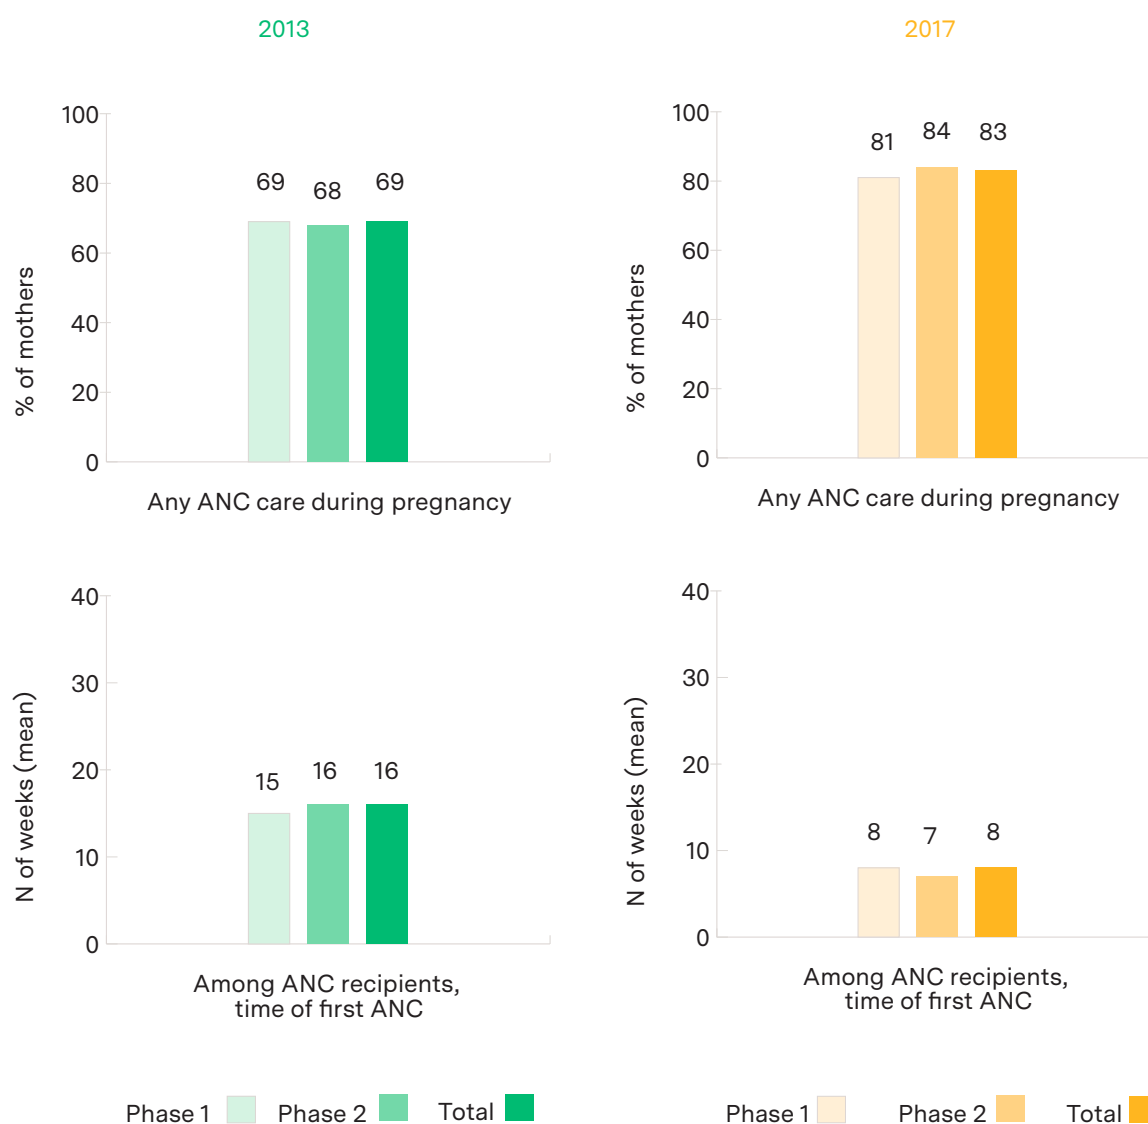 2013
100
80
60
40
20
0
% of mothers
69
68
69
Any ANC care during pregnancy
2017
100
80
60
40
20
0
% of mothers
81
84
83
Any ANC care during pregnancy
40
30
20
10
0
N of weeks (mean)
15
16
16
Among ANC recipients,
time of first ANC
40
30
20
10
0
N of weeks (mean)
8
7
8
Among ANC recipients,
time of first ANC
Phase 1
Phase 2
Total
Phase 1
Phase 2
Total